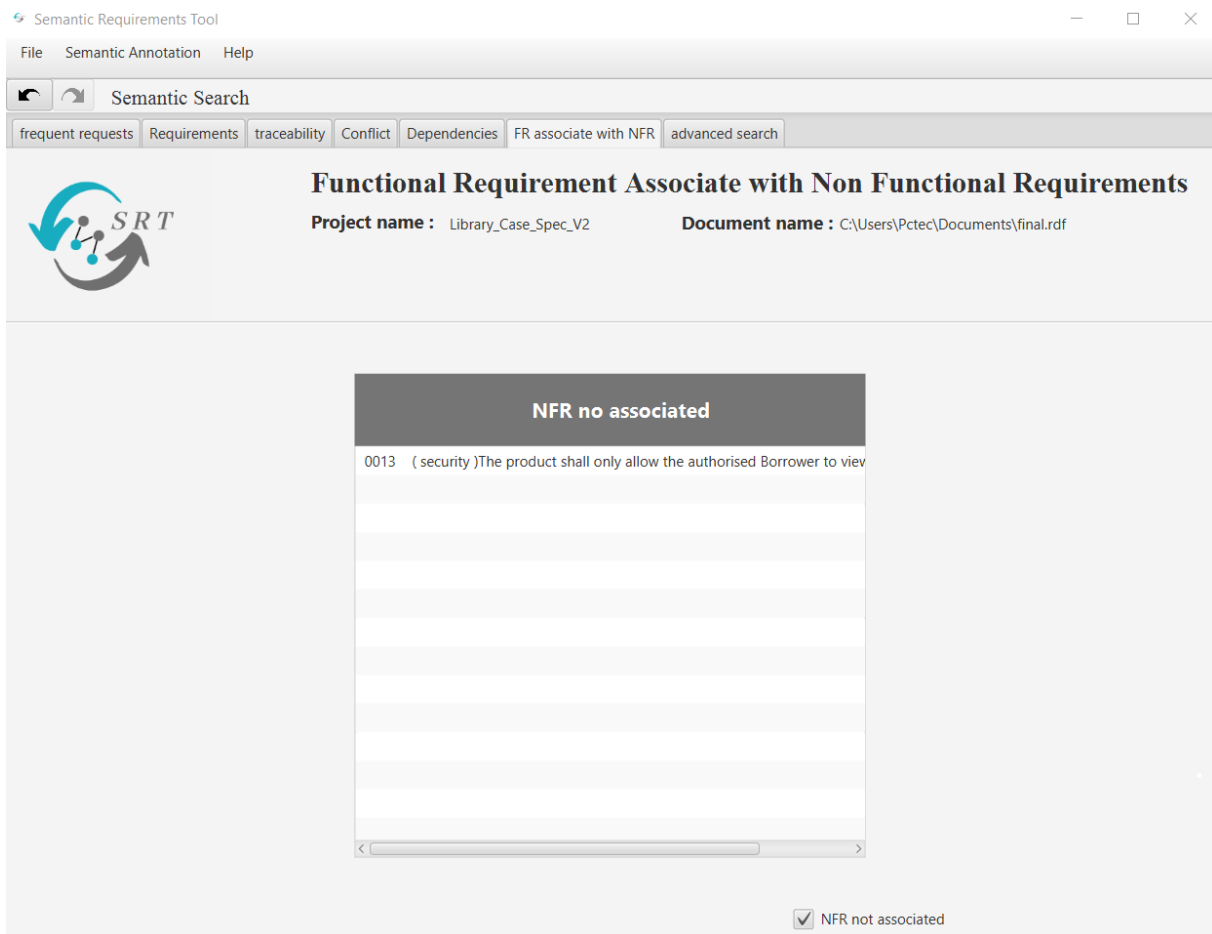 Semantic Requirements Tool
File Semantic Annotation Help
Semantic Search
frequent requests Requirements traceability Conflict Dependencies FR associate with NFR advanced search
SRT
Functional Requirement Associate with Non Functional Requirements
Project name : Library_Case_Spec_V2 Document name : C:\Users\Pctec\Documents\final.rdf
NFR no associated
0013 ( security )The product shall only allow the authorised Borrower to view
NFR not associated